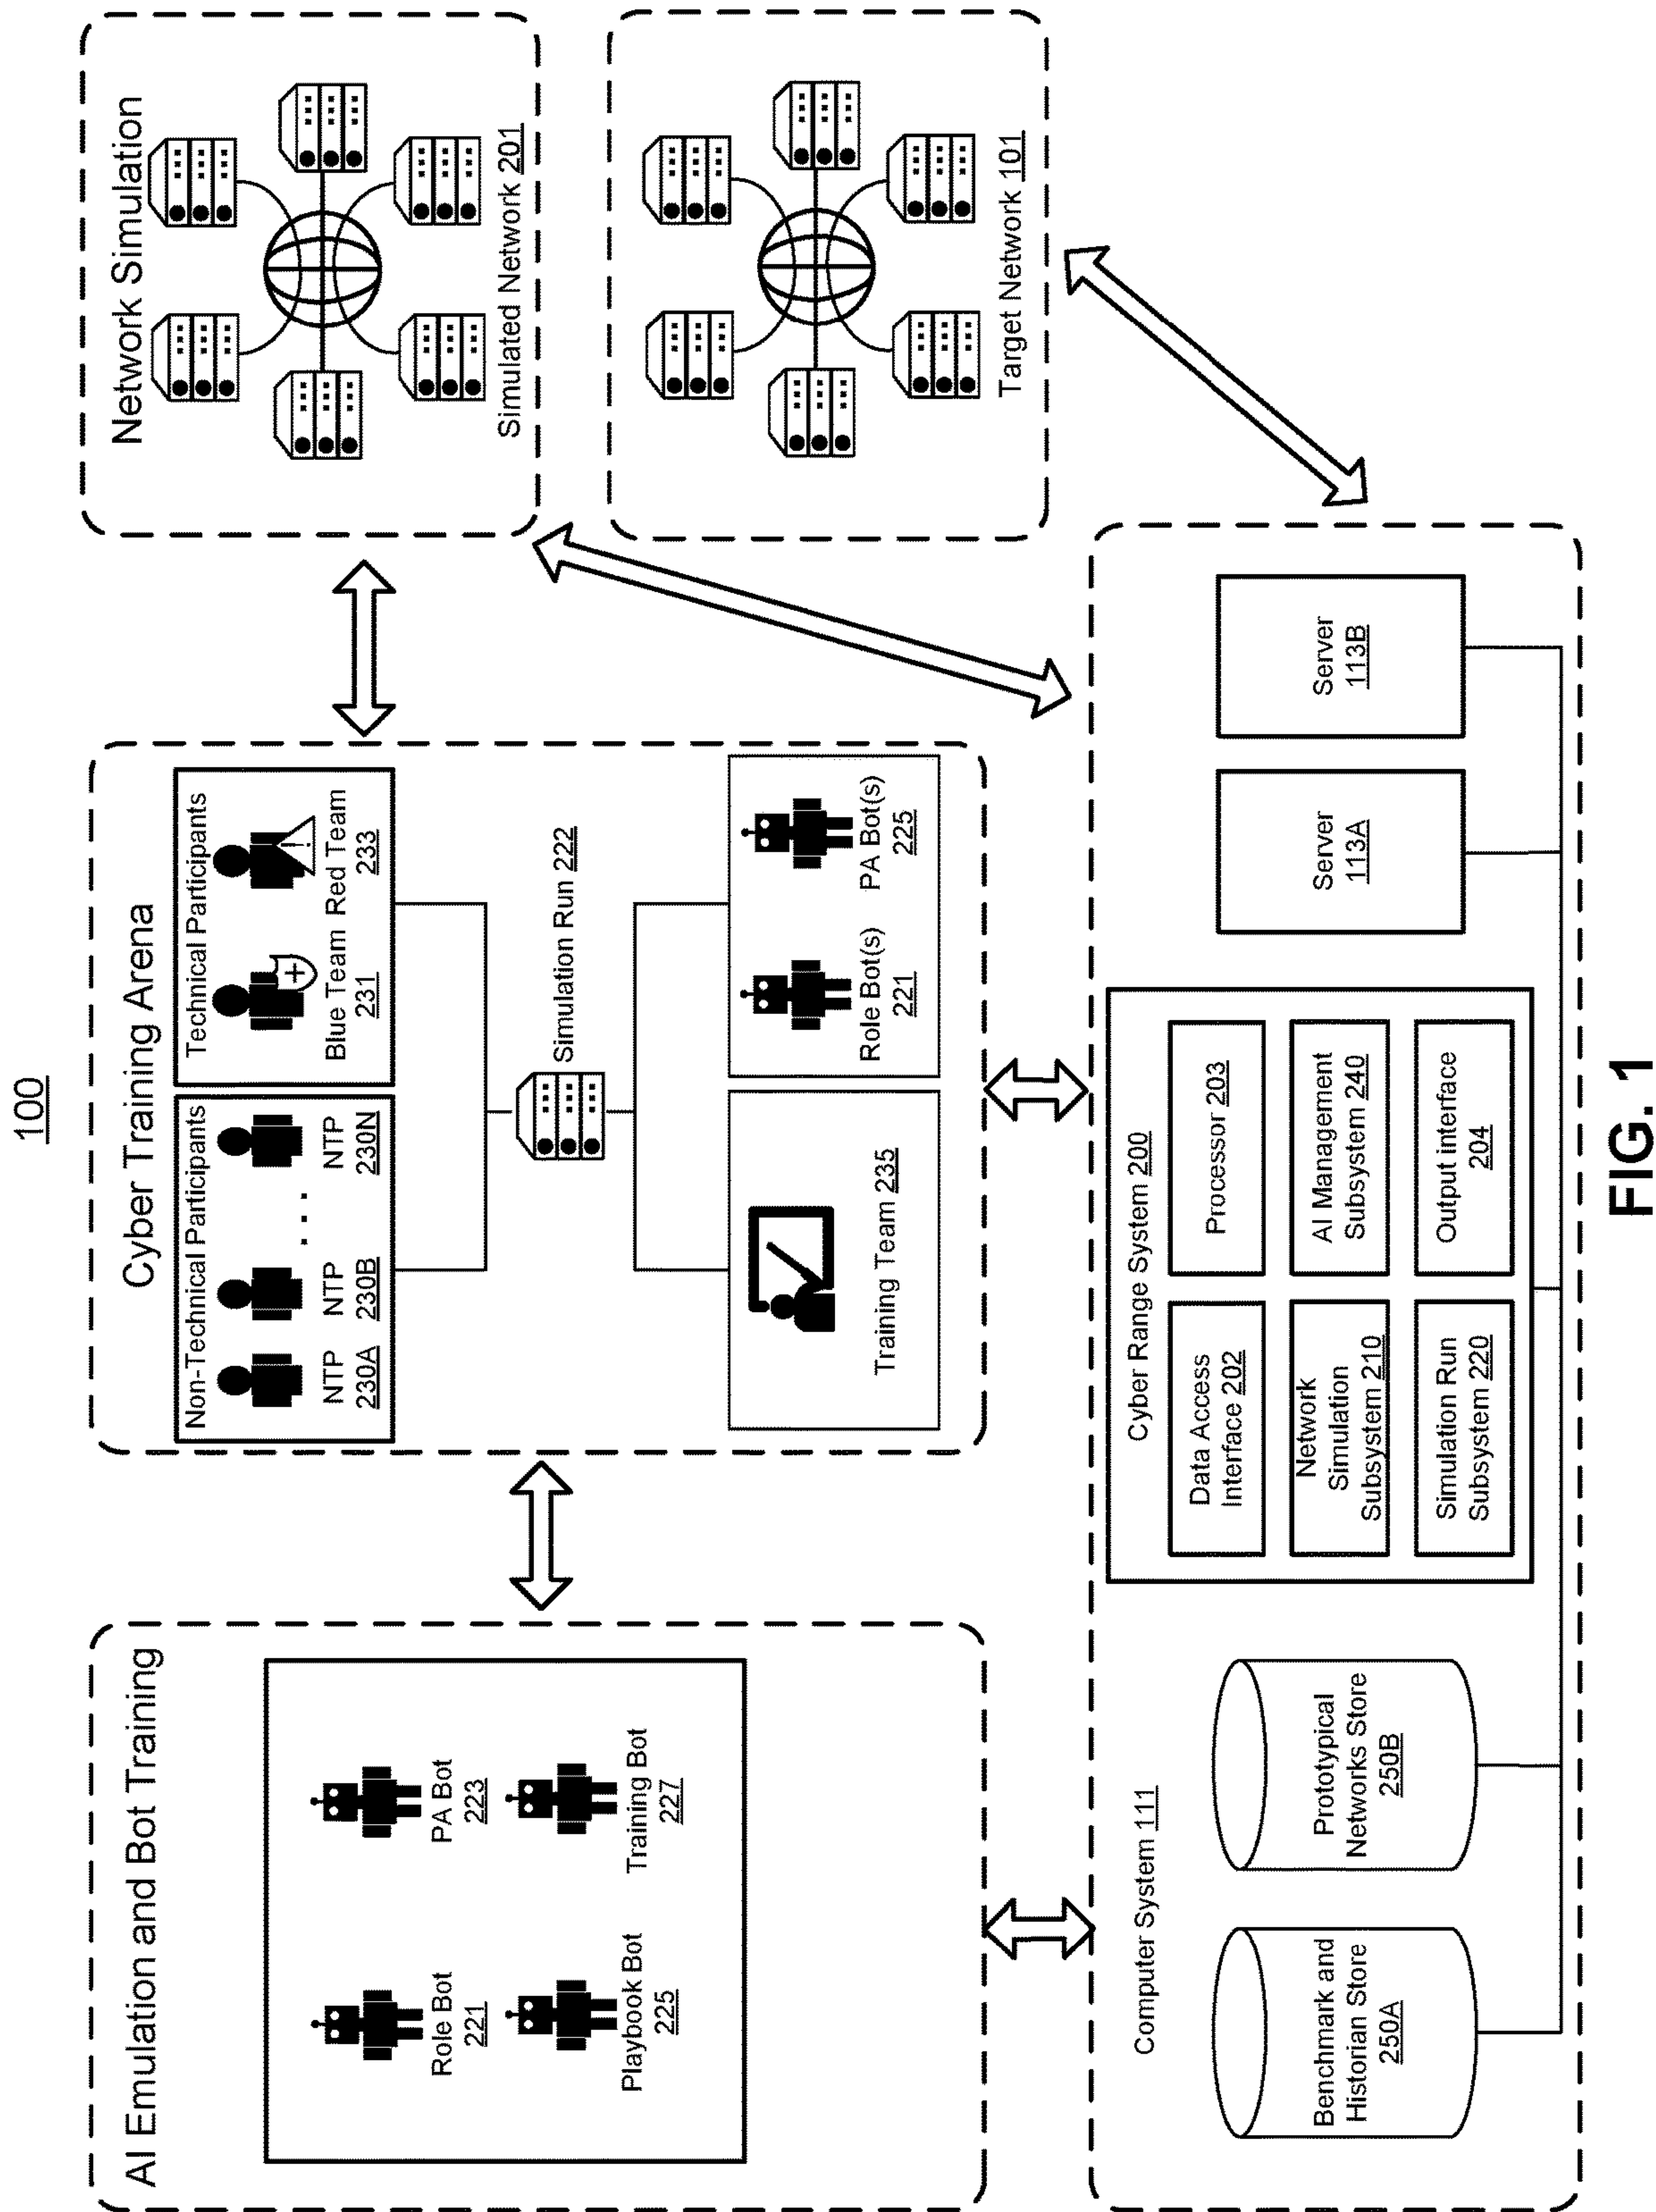 100
AI Emulation and Bot Training
Role Bot
221
PA Bot
223
Playbook Bot
225
Training Bot
227
Cyber Training Arena
Non-Technical Participants
NTP
230A
NTP
230B
...
NTP
230N
Technical Participants
Blue Team
231
Red Team
233
!
Simulation Run 222
Training Team 235
Role Bot(s)
221
PA Bot(s)
225
Network Simulation
Simulated Network 201
Target Network 101
Computer System 111
Benchmark and
Historian Store
250A
Prototypical
Networks Store
250B
Cyber Range System 200
Data Access
Interface 202
Processor 203
Network
Simulation
Subsystem 210
AI Management
Subsystem 240
Simulation Run
Subsystem 220
Output interface
204
Server
113A
Server
113B
FIG. 1